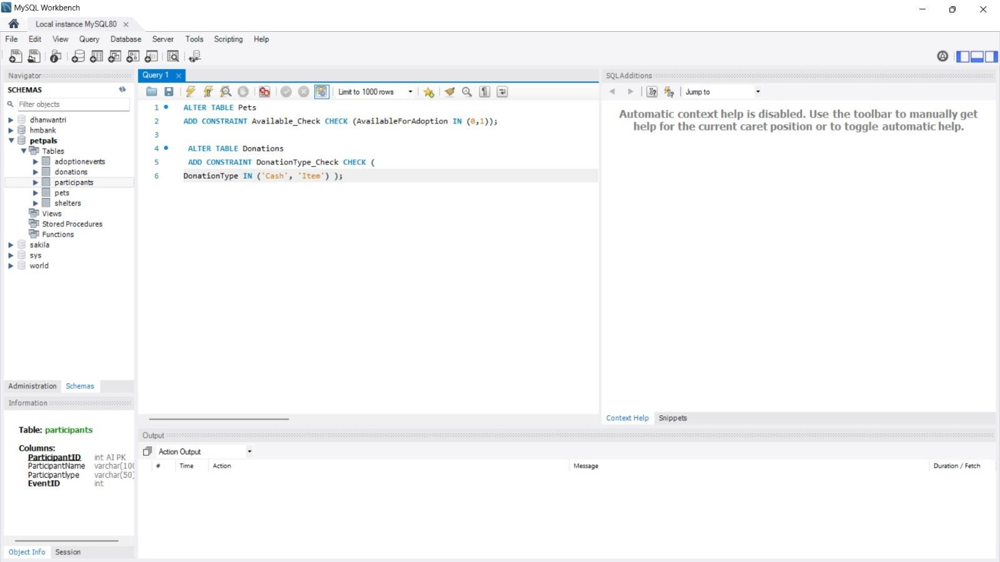 MySQL Workbench
Local instance MySQL80
File Edit View Query Database Server Tools Scripting Help
Navigator
SCHEMAS
Filter objects
dhanwantri
hmbank
petpals
Tables
adoptionevents
donations
participants
pets
shelters
Views
Stored Procedures
Functions
sakila
sys
world
Administration Schemas
Information
Table: participants
Columns:
ParticipantID int AI PK
ParticipantName varchar(100
ParticipantType varchar(50)
EventID int
Object Info Session
Query 1
Limit to 1000 rows
1 ALTER TABLE Pets
2 ADD CONSTRAINT Available_Check CHECK (AvailableForAdoption IN (0,1));
3
4 ALTER TABLE Donations
5 ADD CONSTRAINT DonationType_Check CHECK (
6 DonationType IN ('Cash', 'Item') );
SQLAdditions
Jump to
Automatic context help is disabled. Use the toolbar to manually get
help for the current caret position or to toggle automatic help.
Context Help Snippets
Output
Action Output
# Time Action Message Duration / Fetch